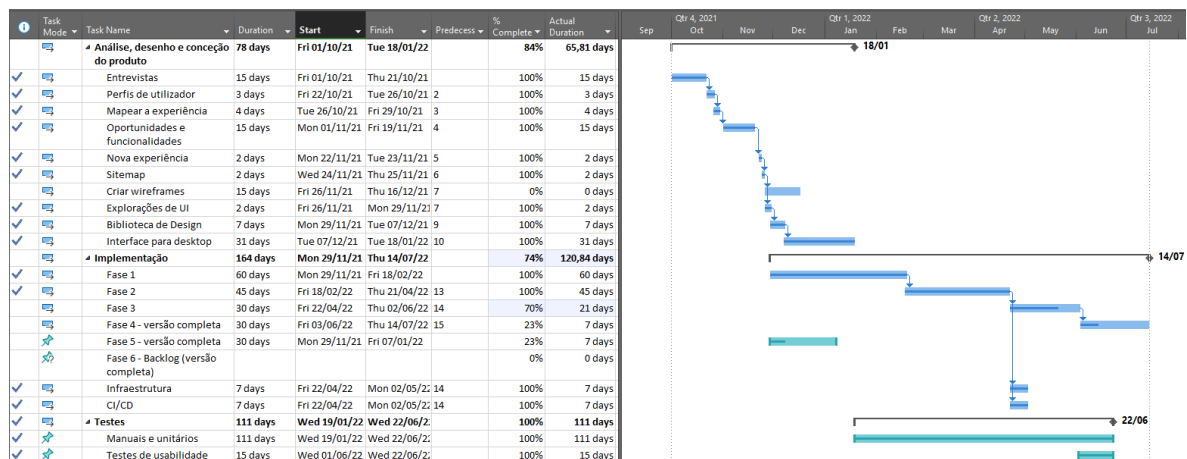 Task Mode Task Name Duration Start Finish Predecess % Complete Actual Duration
Qtr 4, 2021 Qtr 1, 2022 Qtr 2, 2022 Qtr 3, 2022
Sep Oct Nov Dec Jan Feb Mar Apr May Jun Jul
Análise, desenho e conceção do produto 78 days Fri 01/10/21 Tue 18/01/22 84% 65,81 days 18/01
Entrevistas 15 days Fri 01/10/21 Thu 21/10/21 100% 15 days
Perfis de utilizador 3 days Fri 22/10/21 Tue 26/10/21 2 100% 3 days
Mapear a experiência 4 days Tue 26/10/21 Fri 29/10/21 3 100% 4 days
Oportunidades e funcionalidades 15 days Mon 01/11/21 Fri 19/11/21 4 100% 15 days
Nova experiência 2 days Mon 22/11/21 Tue 23/11/21 5 100% 2 days
Sitemap 2 days Wed 24/11/21 Thu 25/11/21 6 100% 2 days
Criar wireframes 15 days Fri 26/11/21 Thu 16/12/21 7 0% 0 days
Explorações de UI 2 days Fri 26/11/21 Mon 29/11/21 7 100% 2 days
Biblioteca de Design 7 days Mon 29/11/21 Tue 07/12/21 9 100% 7 days
Interface para desktop 31 days Tue 07/12/21 Tue 18/01/22 10 100% 31 days
Implementação 164 days Mon 29/11/21 Thu 14/07/22 74% 120,84 days 14/07
Fase 1 60 days Mon 29/11/21 Fri 18/02/22 100% 60 days
Fase 2 45 days Fri 18/02/22 Thu 21/04/22 13 100% 45 days
Fase 3 30 days Fri 22/04/22 Thu 02/06/22 14 70% 21 days
Fase 4 - versão completa 30 days Fri 03/06/22 Thu 14/07/22 15 23% 7 days
Fase 5 - versão completa 30 days Mon 29/11/21 Fri 07/01/22 23% 7 days
Fase 6 - Backlog (versão completa) 0% 0 days
Infraestrutura 7 days Fri 22/04/22 Mon 02/05/22 14 100% 7 days
CI/CD 7 days Fri 22/04/22 Mon 02/05/22 14 100% 7 days
Testes 111 days Wed 19/01/22 Wed 22/06/2 100% 111 days 22/06
Manuais e unitários 111 days Wed 19/01/22 Wed 22/06/2 100% 111 days
Testes de usabilidade 15 days Wed 01/06/22 Wed 22/06/2 100% 15 days